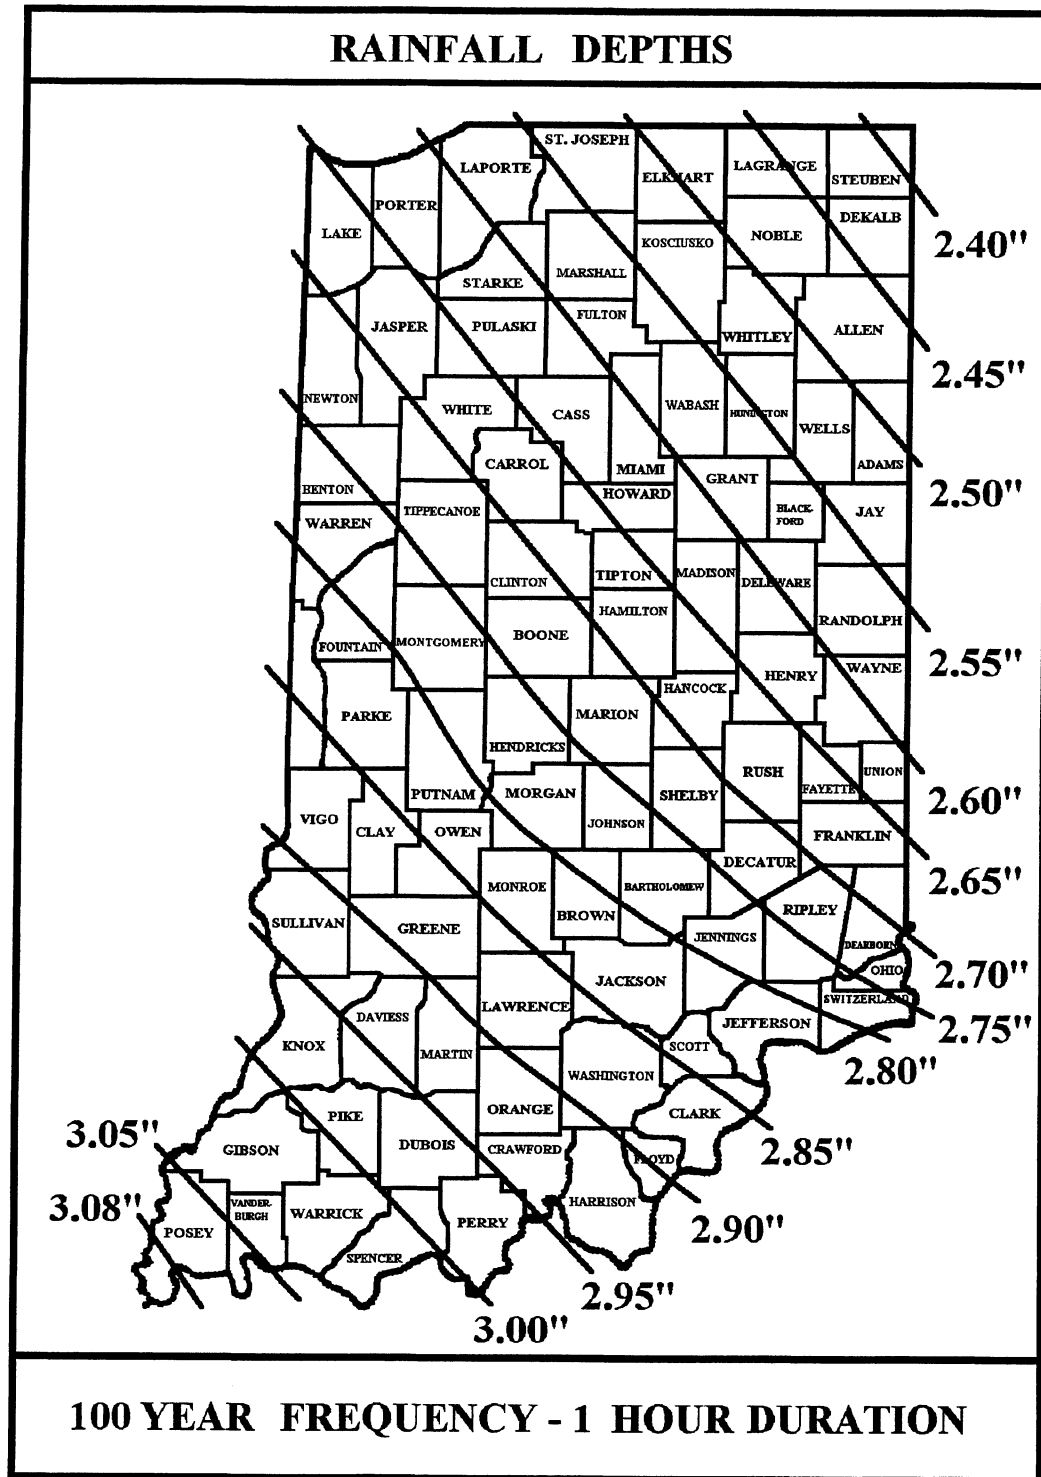 RAINFALL DEPTHS
ST. JOSEPH
LAPORTE
ELKHART
LAGRANGE
STEUBEN
PORTER
LAKE
DEKALB
NOBLE
KOSCIUSKO
2.40"
MARSHALL
STARKE
FULTON
JASPER
PULASKI
WHITLEY
ALLEN
2.45"
NEWTON
WHITE
CASS
WABASH
HUNINGTON
WELLS
CARROL
MIAMI
ADAMS
GRANT
BENTON
HOWARD
2.50"
WARREN
TIPPECANOE
BLACK-
FORD
JAY
CLINTON
TIPTON
MADISON
DELEWARE
HAMILTON
RANDOLPH
FOUNTAIN
MONTGOMERY
BOONE
2.55"
HENRY
WAYNE
HANCOCK
PARKE
MARION
HENDRICKS
RUSH
UNION
PUTNAM
MORGAN
SHELBY
FAYETTE
2.60"
VIGO
CLAY
OWEN
JOHNSON
FRANKLIN
DECATUR
2.65"
MONROE
BARTHOLOMEW
BROWN
RIPLEY
SULLIVAN
GREENE
JENNINGS
DEARBORN
OHIO
2.70"
JACKSON
SWITZERLAND
LAWRENCE
DAVIESS
JEFFERSON
2.75"
KNOX
MARTIN
SCOTT
2.80"
WASHINGTON
PIKE
ORANGE
CLARK
3.05"
GIBSON
DUBOIS
CRAWFORD
FLOYD
2.85"
3.08"
VANDER-
BURGH
WARRICK
HARRISON
POSEY
PERRY
2.90"
SPENCER
2.95"
3.00"
100 YEAR FREQUENCY - 1 HOUR DURATION